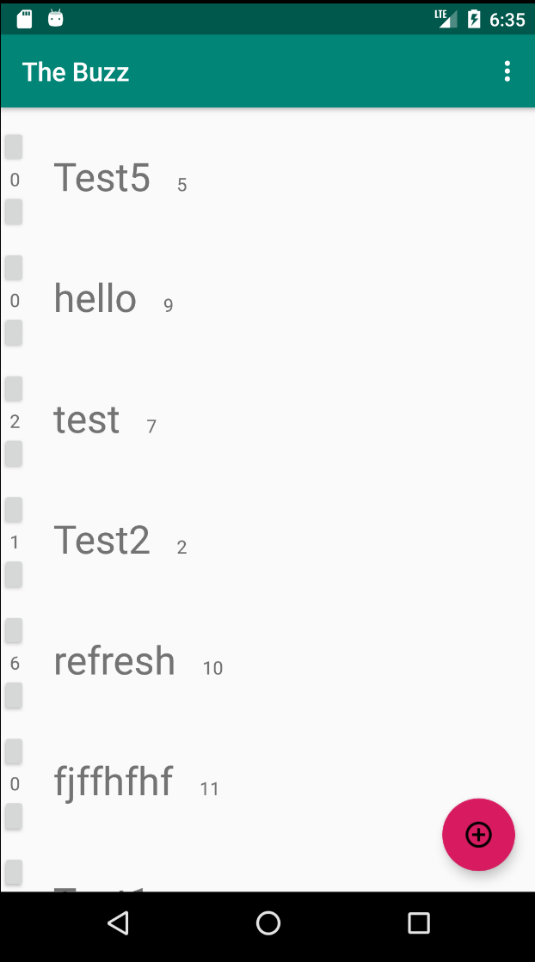 LTE 6:35
The Buzz
0 Test5 5
0 hello 9
2 test 7
1 Test2 2
6 refresh 10
0 fjffhfhf 11